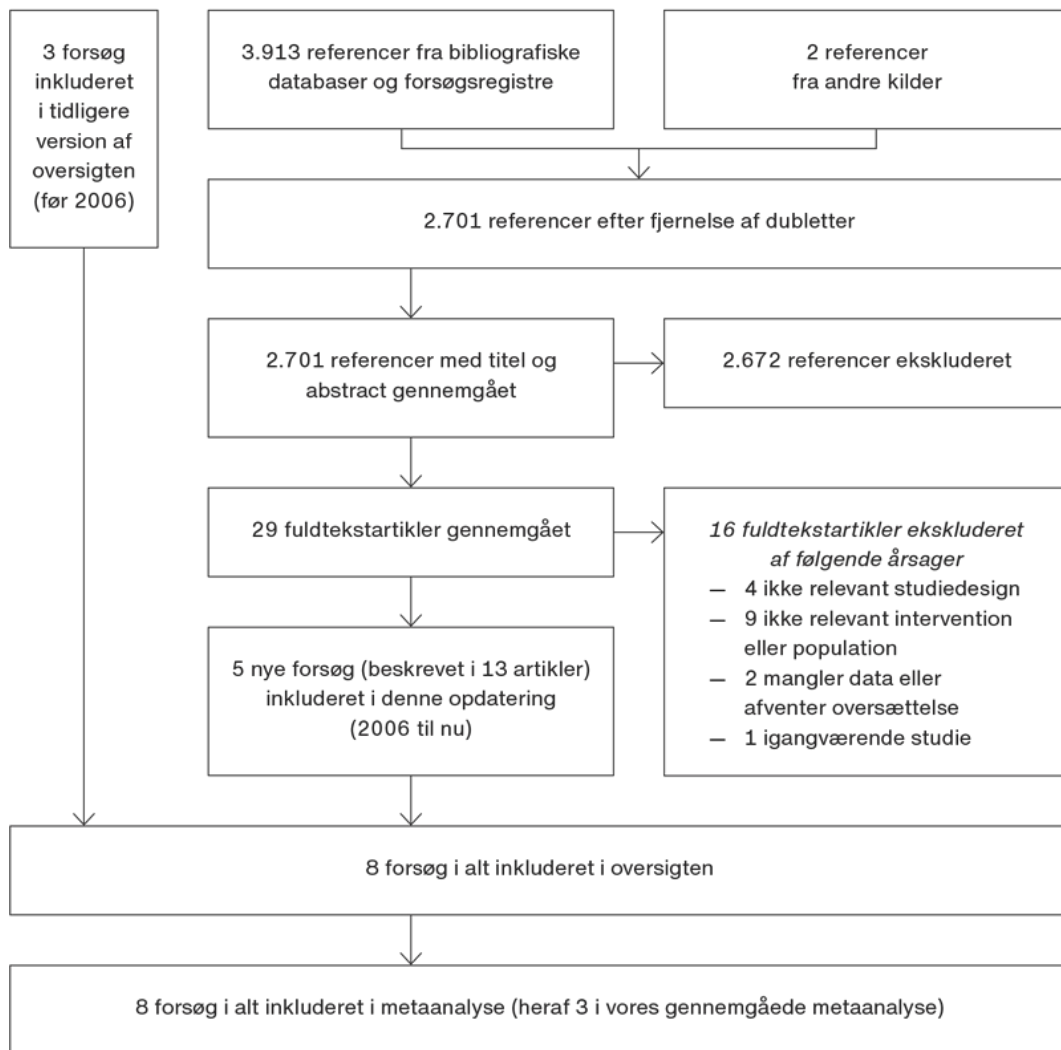 3 forsøg
inkluderet
i tidligere
version af
oversigten
(før 2006)
3.913 referencer fra bibliografiske
databaser og forsøgsregistre
2 referencer
fra andre kilder
2.701 referencer efter fjernelse af dubletter
2.701 referencer med titel og
abstract gennemgået
2.672 referencer ekskluderet
29 fuldtekstartikler gennemgået
16 fuldtekstartikler ekskluderet
af følgende årsager
— 4 ikke relevant studiedesign
— 9 ikke relevant intervention
eller population
— 2 mangler data eller
afventer oversættelse
— 1 igangværende studie
5 nye forsøg (beskrevet i 13 artikler)
inkluderet i denne opdatering
(2006 til nu)
8 forsøg i alt inkluderet i oversigten
8 forsøg i alt inkluderet i metaanalyse (heraf 3 i vores gennemgåede metaanalyse)